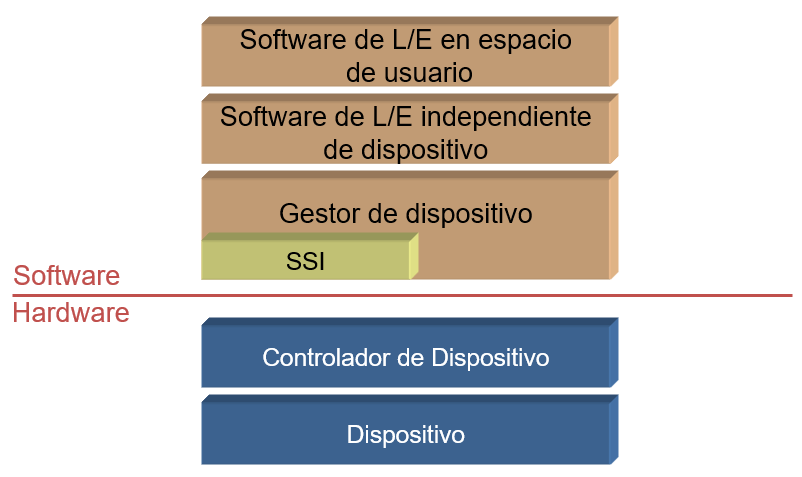 Software de L/E en espacio
de usuario
Software de L/E independiente
de dispositivo
Gestor de dispositivo
SSI
Software
Hardware
Controlador de Dispositivo
Dispositivo